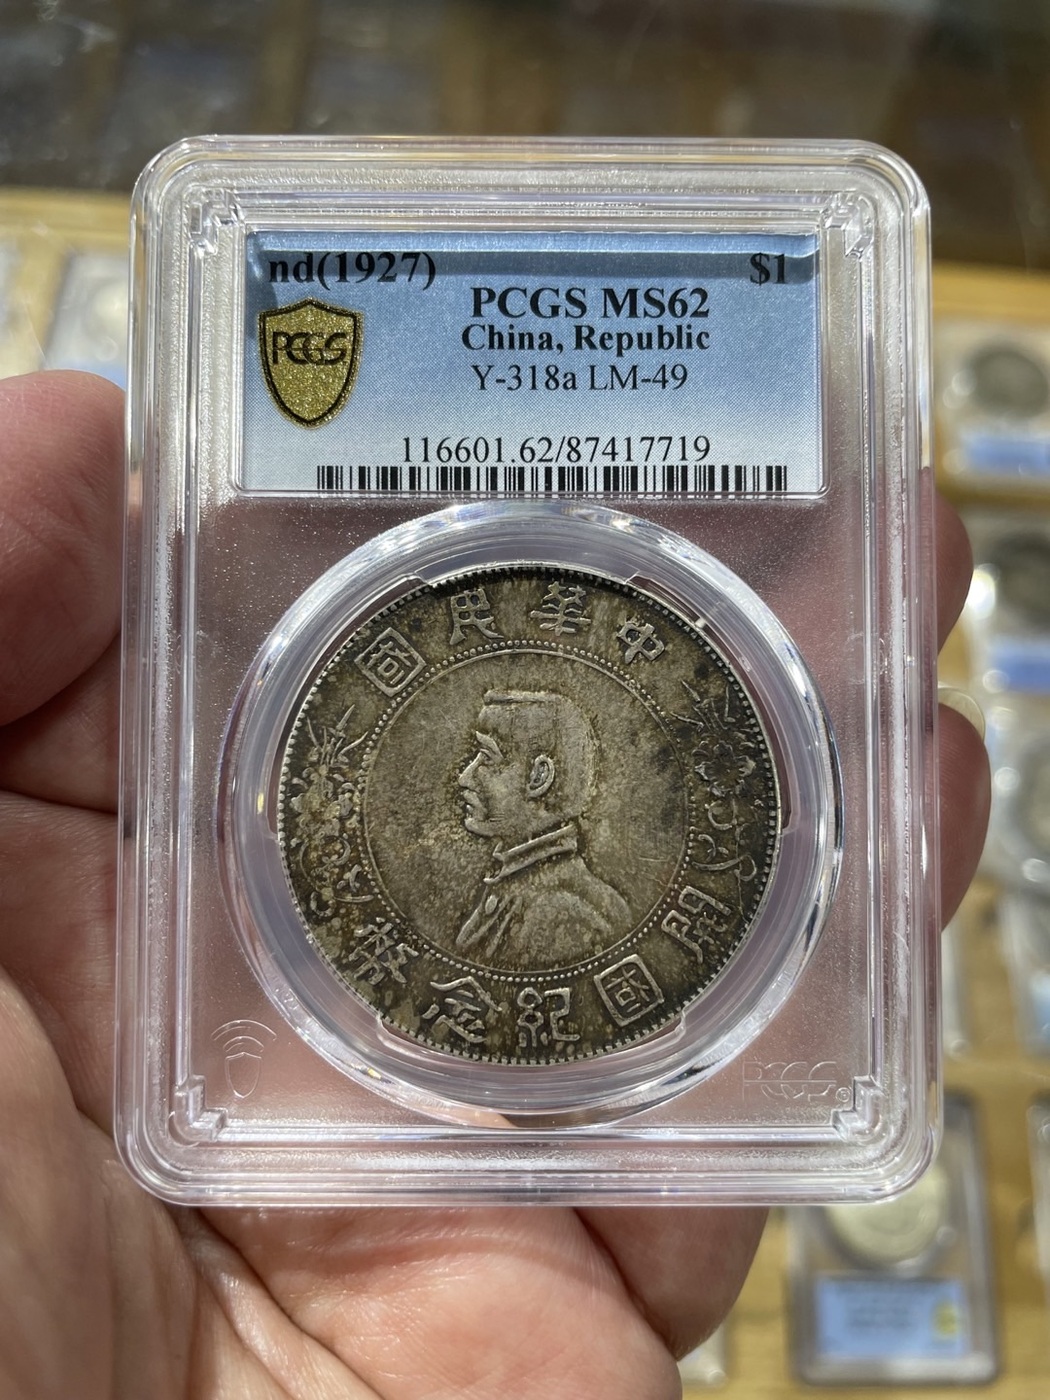 nd(1927) $1
PCGS MS62
China, Republic
Y-318a LM-49
PCGS
116601.62/87417719
中華民國
開國紀念幣
PCGS